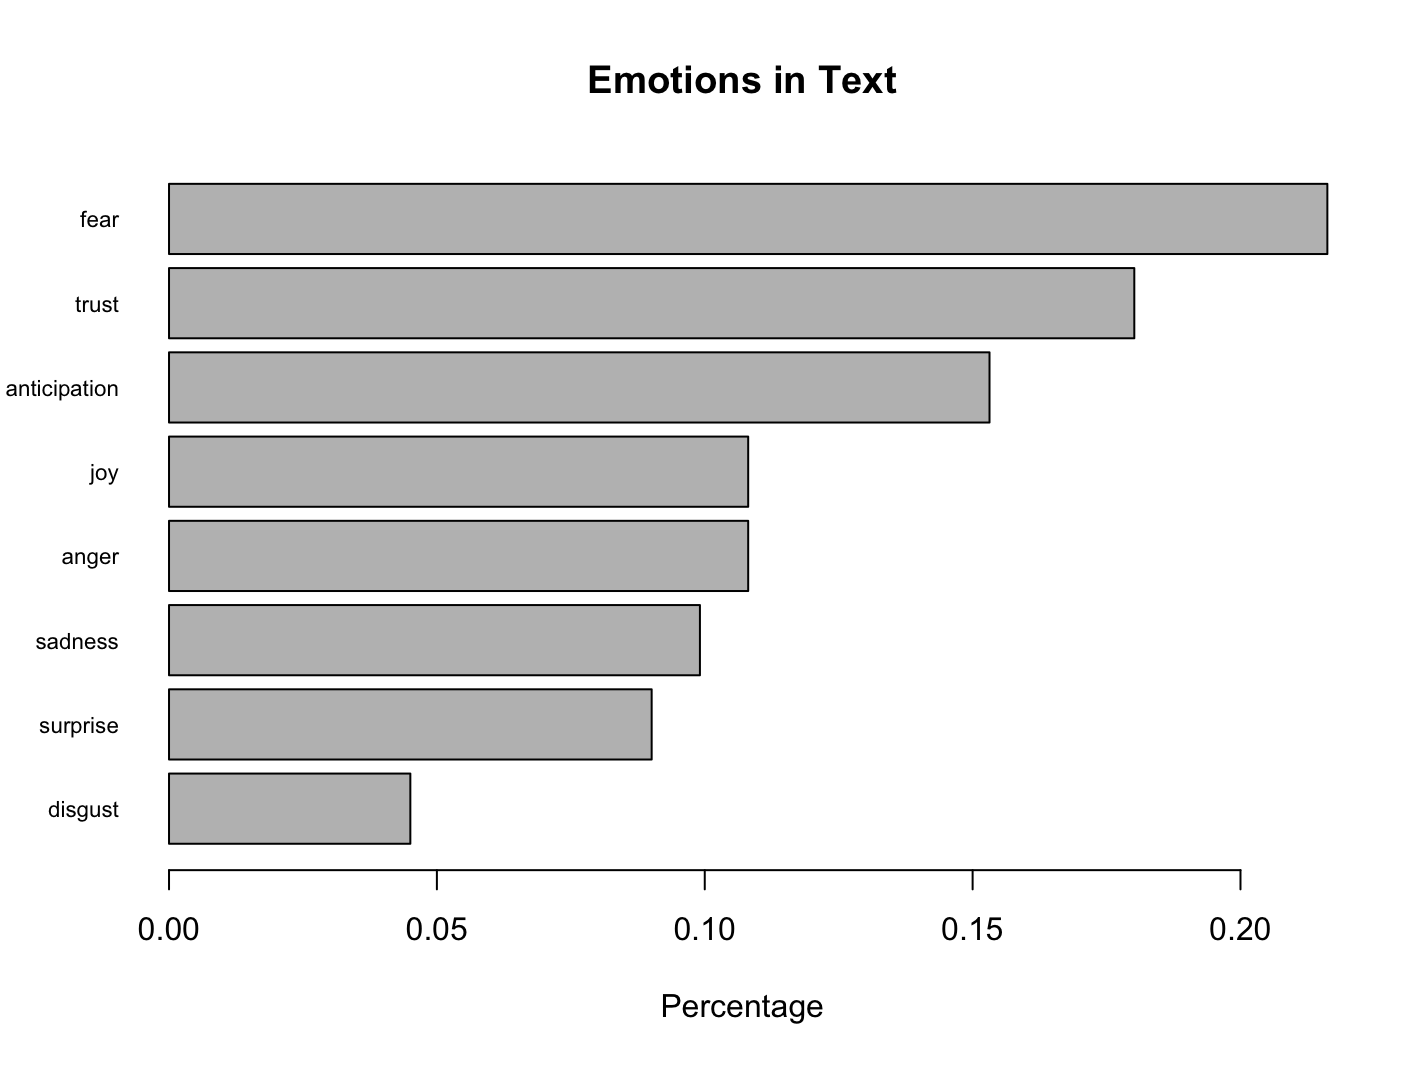 Emotions in Text
fear
trust
anticipation
joy
anger
sadness
surprise
disgust
0.00 0.05 0.10 0.15 0.20
Percentage